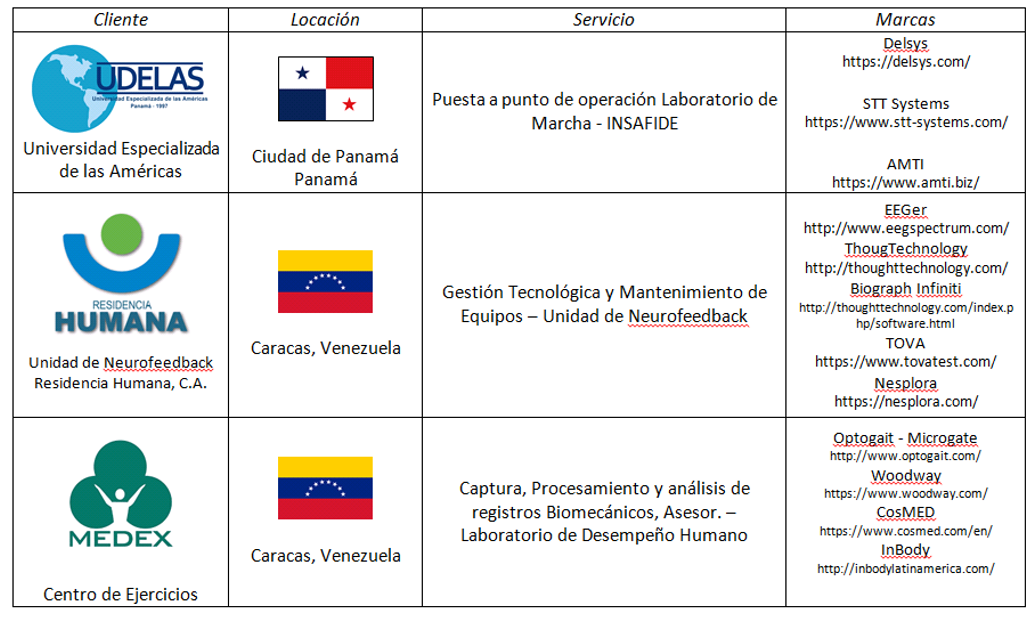 Cliente
Locación
Servicio
Marcas
UDELAS
Universidad Especializada de las Américas
Panamá - 1997
Universidad Especializada
de las Américas
Ciudad de Panamá
Panamá
Puesta a punto de operación Laboratorio de
Marcha - INSAFIDE
Delsys
https://delsys.com/
STT Systems
https://www.stt-systems.com/
AMTI
https://www.amti.biz/
RESIDENCIA
HUMANA
Unidad de Neurofeedback
Residencia Humana, C.A.
Caracas, Venezuela
Gestión Tecnológica y Mantenimiento de
Equipos – Unidad de Neurofeedback
EEGer
http://www.eegspectrum.com/
ThougTechnology
http://thoughttechnology.com/
Biograph Infiniti
http://thoughttechnology.com/index.p
hp/software.html
TOVA
https://www.tovatest.com/
Nesplora
https://nesplora.com/
MEDEX
Centro de Ejercicios
Caracas, Venezuela
Captura, Procesamiento y análisis de
registros Biomecánicos, Asesor. –
Laboratorio de Desempeño Humano
Optogait - Microgate
http://www.optogait.com/
Woodway
https://www.woodway.com/
CosMED
https://www.cosmed.com/en/
InBody
http://inbodylatinamerica.com/